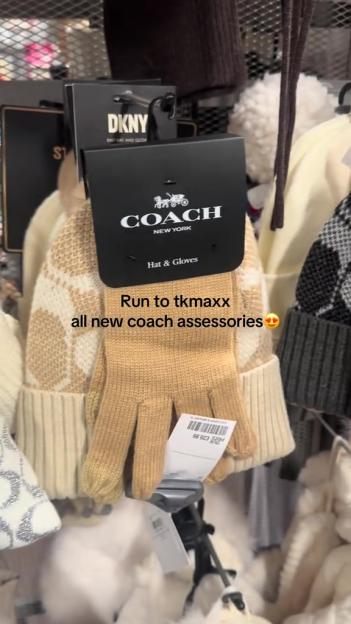 DKNY
COACH
NEW YORK
Hat & Gloves
Run to tkmaxx
all new coach assessories😍